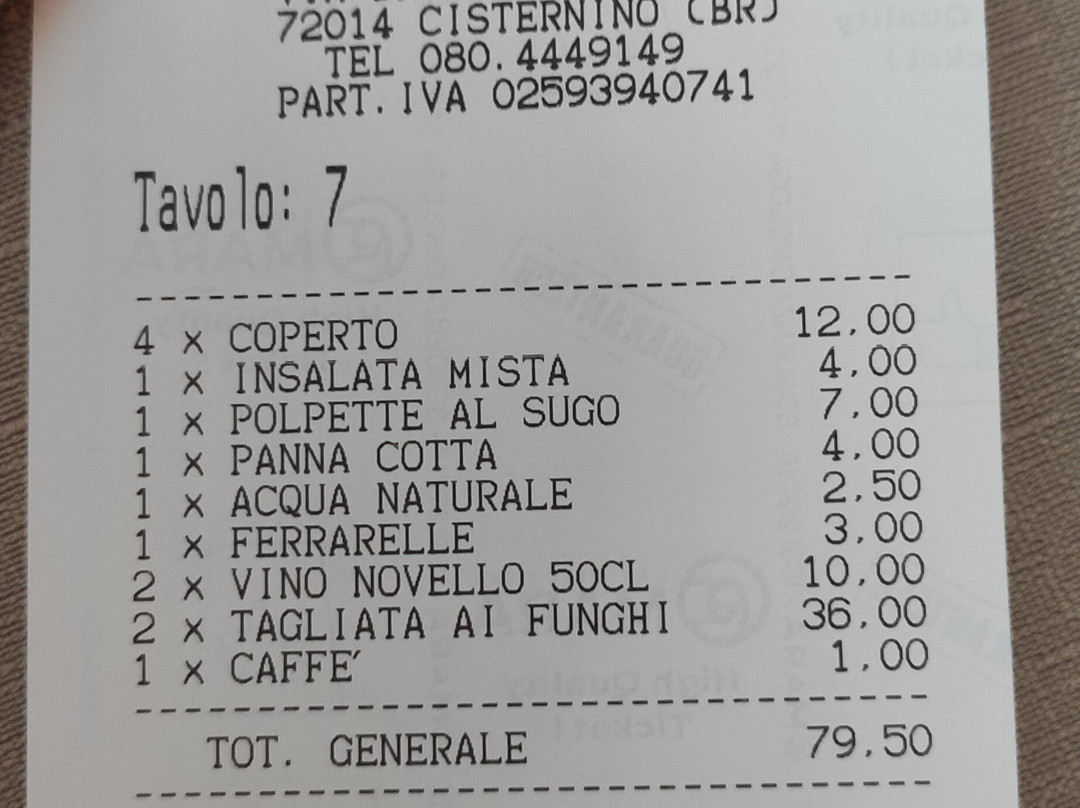 72014 CISTERNINO (BR)
TEL 080.4449149
PART.IVA 02593940741
Tavolo: 7
4 x COPERTO 12,00
1 x INSALATA MISTA 4,00
1 x POLPETTE AL SUGO 7,00
1 x PANNA COTTA 4,00
1 x ACQUA NATURALE 2,50
1 x FERRARELLE 3,00
2 x VINO NOVELLO 50CL 10,00
2 x TAGLIATA AI FUNGHI 36,00
1 x CAFFE' 1,00
TOT. GENERALE 79,50